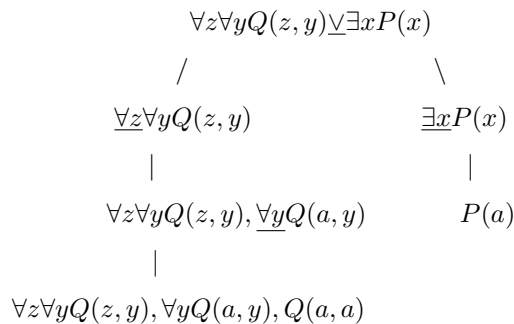 ∀z∀yQ(z, y)∨∃xP(x)
/ \
∀z∀yQ(z, y) ∃xP(x)
| |
∀z∀yQ(z, y), ∀yQ(a, y) P(a)
|
∀z∀yQ(z, y), ∀yQ(a, y), Q(a, a)